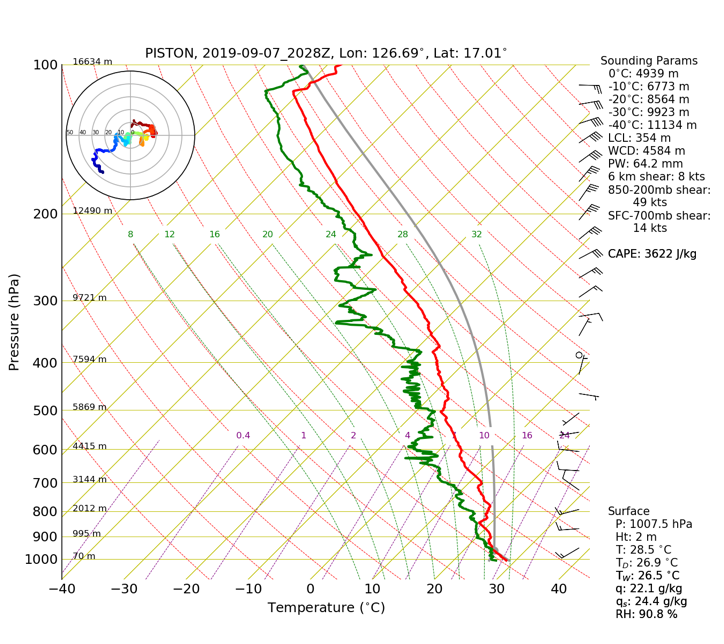 PISTON, 2019-09-07_2028Z, Lon: 126.69°, Lat: 17.01°
Sounding Params
0°C: 4939 m
-10°C: 6773 m
-20°C: 8564 m
-30°C: 9923 m
-40°C: 11134 m
LCL: 354 m
WCD: 4584 m
PW: 64.2 mm
6 km shear: 8 kts
850-200mb shear:
49 kts
SFC-700mb shear:
14 kts
CAPE: 3622 J/kg
100 16634 m
50 40 30 20 10 0
200 12490 m
8 12 16 20 24 28 32
300 9721 m
400 7594 m
500 5869 m
0.4 1 2 4 10 16 24
600 4415 m
700 3144 m
800 2012 m
900 995 m
1000 70 m
Pressure (hPa)
−40 −30 −20 −10 0 10 20 30 40
Temperature (°C)
Surface
P: 1007.5 hPa
Ht: 2 m
T: 28.5 °C
T_D: 26.9 °C
T_W: 26.5 °C
q: 22.1 g/kg
q_s: 24.4 g/kg
RH: 90.8 %